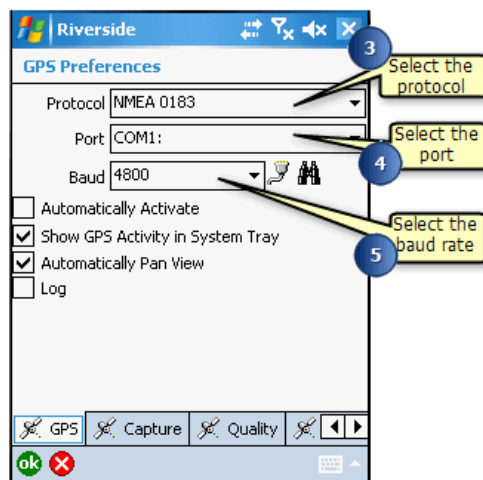 Riverside
GPS Preferences
Protocol NMEA 0183
Port COM1:
Baud 4800
Automatically Activate
Show GPS Activity in System Tray
Automatically Pan View
Log
GPS Capture Quality
ok
3
Select the
protocol
4
Select the
port
5
Select the
baud rate